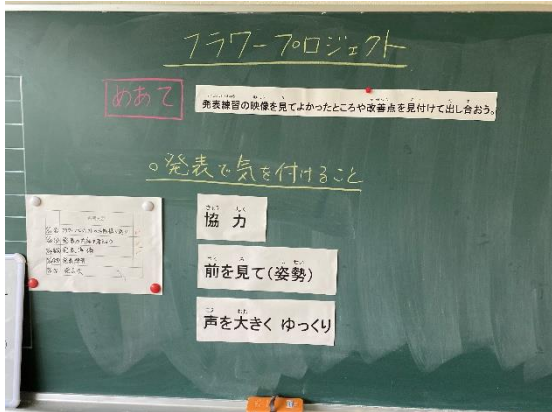 フラワープロジェクト
めあて
発表練習の映像を見てよかったところや改善点を見付けて出し合おう。
○発表で気を付けること
協力
前を見て(姿勢)
声を大きく ゆっくり